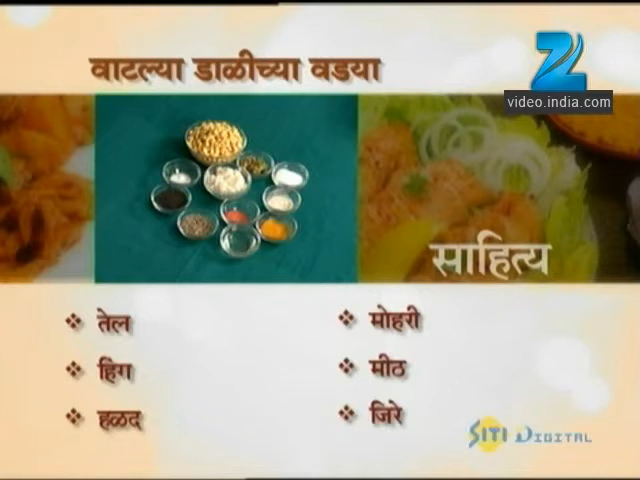 वाटल्या डाळीच्या वडया
Z
video.india.com
साहित्य
तेल
मोहरी
हिग
मीठ
हळद
जिरे
SITI DIGITAL